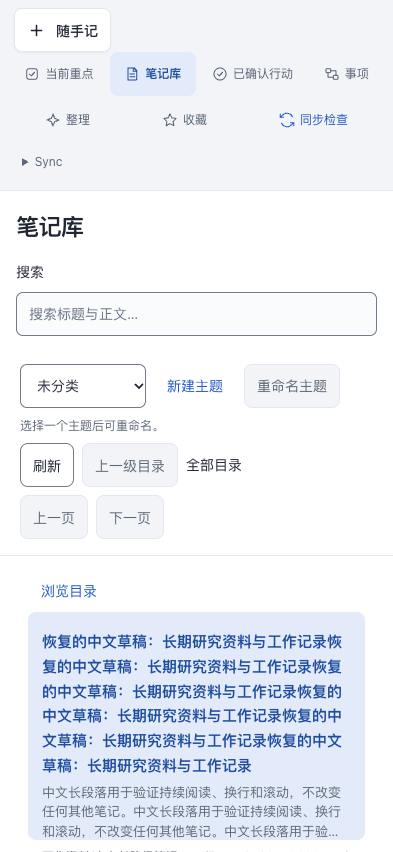 随手记
当前重点 笔记库 已确认行动 事项
整理 收藏 同步检查
Sync
笔记库
搜索
搜索标题与正文...
未分类 新建主题 重命名主题
选择一个主题后可重命名。
刷新 上一级目录 全部目录
上一页 下一页
浏览目录
恢复的中文草稿：长期研究资料与工作记录恢
复的中文草稿：长期研究资料与工作记录恢复
的中文草稿：长期研究资料与工作记录恢复的
中文草稿：长期研究资料与工作记录恢复的中
文草稿：长期研究资料与工作记录恢复的中文
草稿：长期研究资料与工作记录
中文长段落用于验证持续阅读、换行和滚动，不改变
任何其他笔记。中文长段落用于验证持续阅读、换行
和滚动，不改变任何其他笔记。中文长段落用于验...